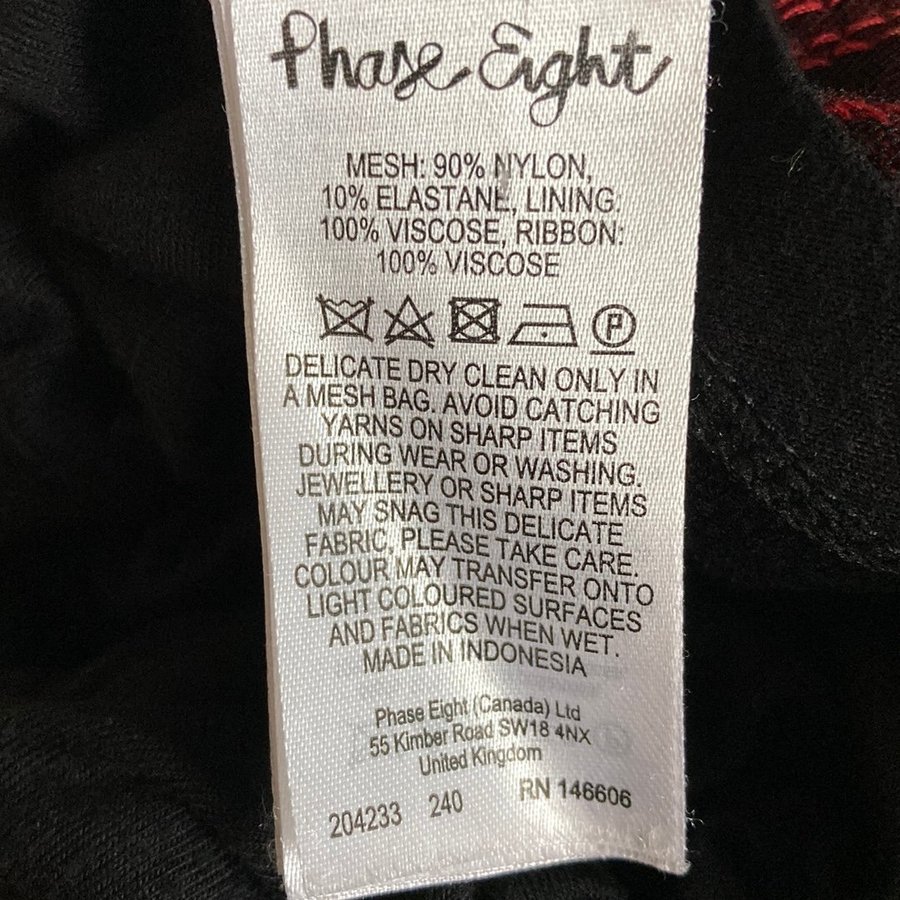 Phase Eight
MESH: 90% NYLON,
10% ELASTANE, LINING:
100% VISCOSE, RIBBON:
100% VISCOSE
P
DELICATE DRY CLEAN ONLY IN
A MESH BAG. AVOID CATCHING
YARNS ON SHARP ITEMS
DURING WEAR OR WASHING.
JEWELLERY OR SHARP ITEMS
MAY SNAG THIS DELICATE
FABRIC, PLEASE TAKE CARE.
COLOUR MAY TRANSFER ONTO
LIGHT COLOURED SURFACES
AND FABRICS WHEN WET.
MADE IN INDONESIA
Phase Eight (Canada) Ltd
55 Kimber Road SW18 4NX
United Kingdom
204233 240 RN 146606